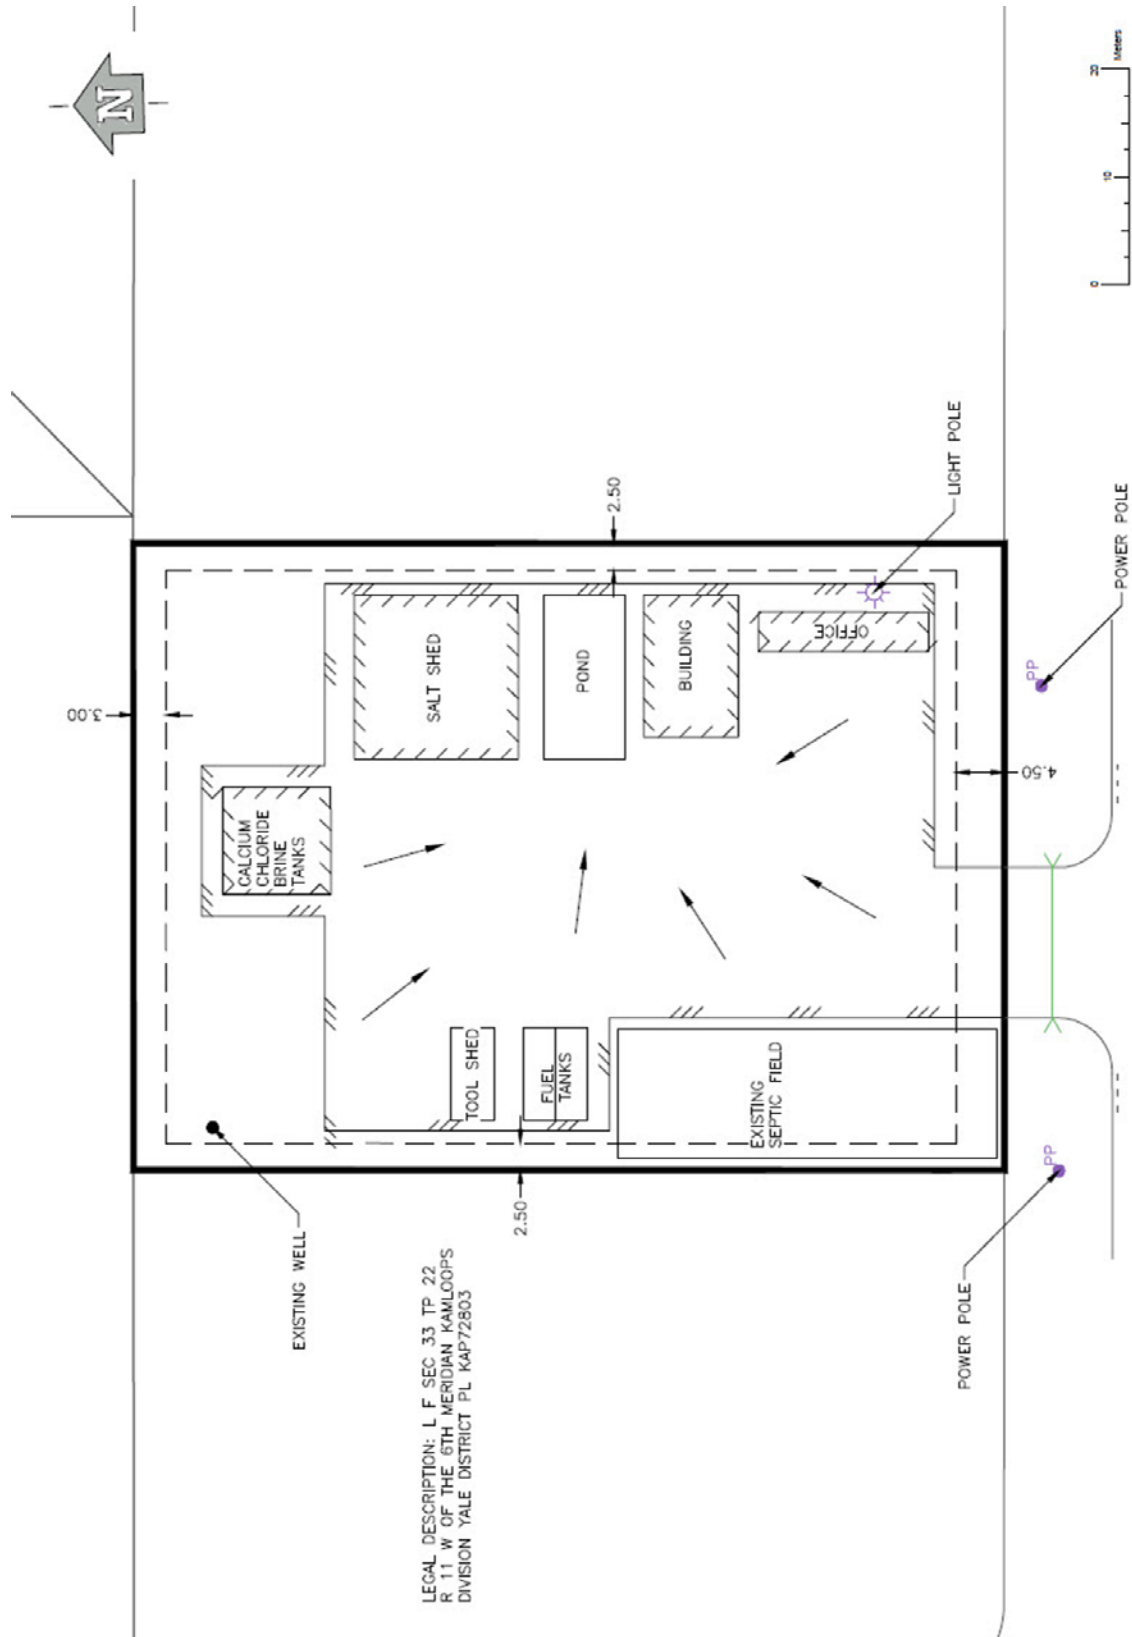 N
0
10
20
Meters
3.00
2.50
CALCIUM
CHLORIDE
BRINE
TANKS
SALT SHED
POND
BUILDING
OFFICE
LIGHT POLE
POWER POLE
PP
4.50
TOOL SHED
FUEL
TANKS
EXISTING
SEPTIC FIELD
EXISTING WELL
2.50
PP
POWER POLE
LEGAL DESCRIPTION: L F SEC 33 TP 22
R 11 W OF THE 6TH MERIDIAN KAMLOOPS
DIVISION YALE DISTRICT PL KAP72803